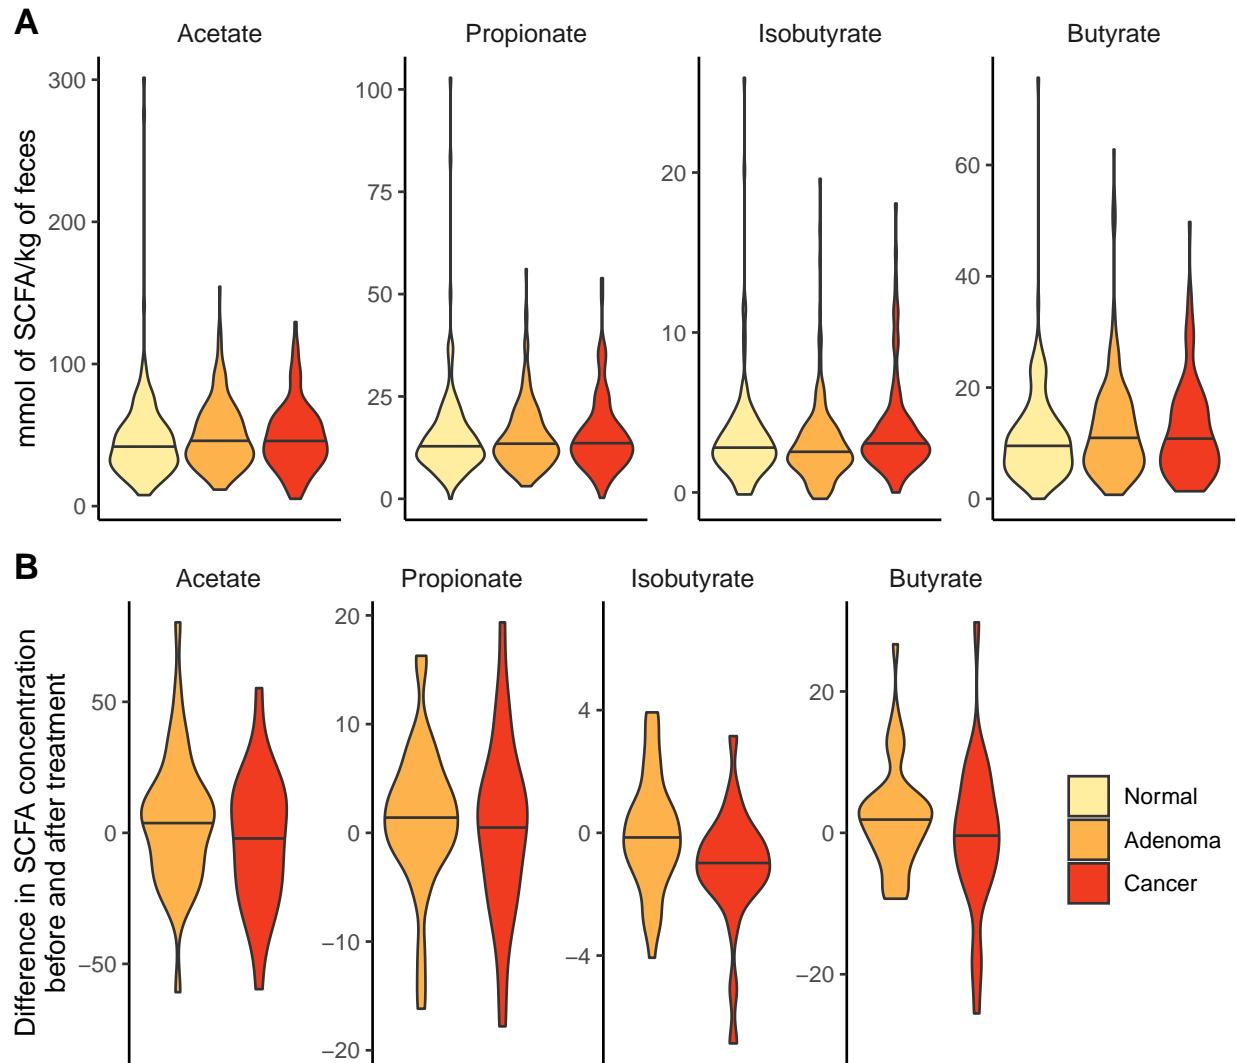 A
Acetate
Propionate
Isobutyrate
Butyrate
mmol of SCFA/kg of feces
300
200
100
0
100
75
50
25
0
20
10
0
60
40
20
0
B
Acetate
Propionate
Isobutyrate
Butyrate
Difference in SCFA concentration
before and after treatment
50
0
−50
20
10
0
−10
−20
4
0
−4
20
0
−20
Normal
Adenoma
Cancer